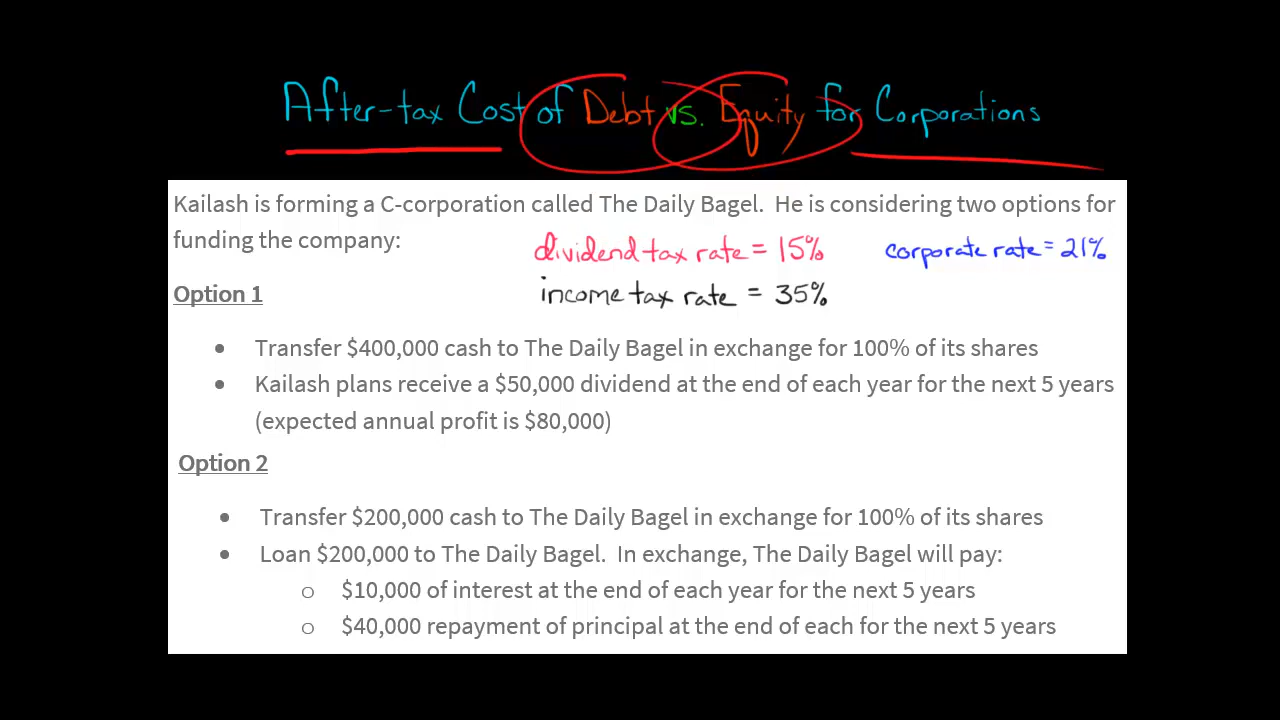 After-tax Cost of Debt vs. Equity for Corporations
Kailash is forming a C-corporation called The Daily Bagel. He is considering two options for
funding the company:
dividend tax rate = 15%
corporate rate = 21%
income tax rate = 35%
Option 1
• Transfer $400,000 cash to The Daily Bagel in exchange for 100% of its shares
• Kailash plans receive a $50,000 dividend at the end of each year for the next 5 years
(expected annual profit is $80,000)
Option 2
• Transfer $200,000 cash to The Daily Bagel in exchange for 100% of its shares
• Loan $200,000 to The Daily Bagel. In exchange, The Daily Bagel will pay:
o $10,000 of interest at the end of each year for the next 5 years
o $40,000 repayment of principal at the end of each for the next 5 years